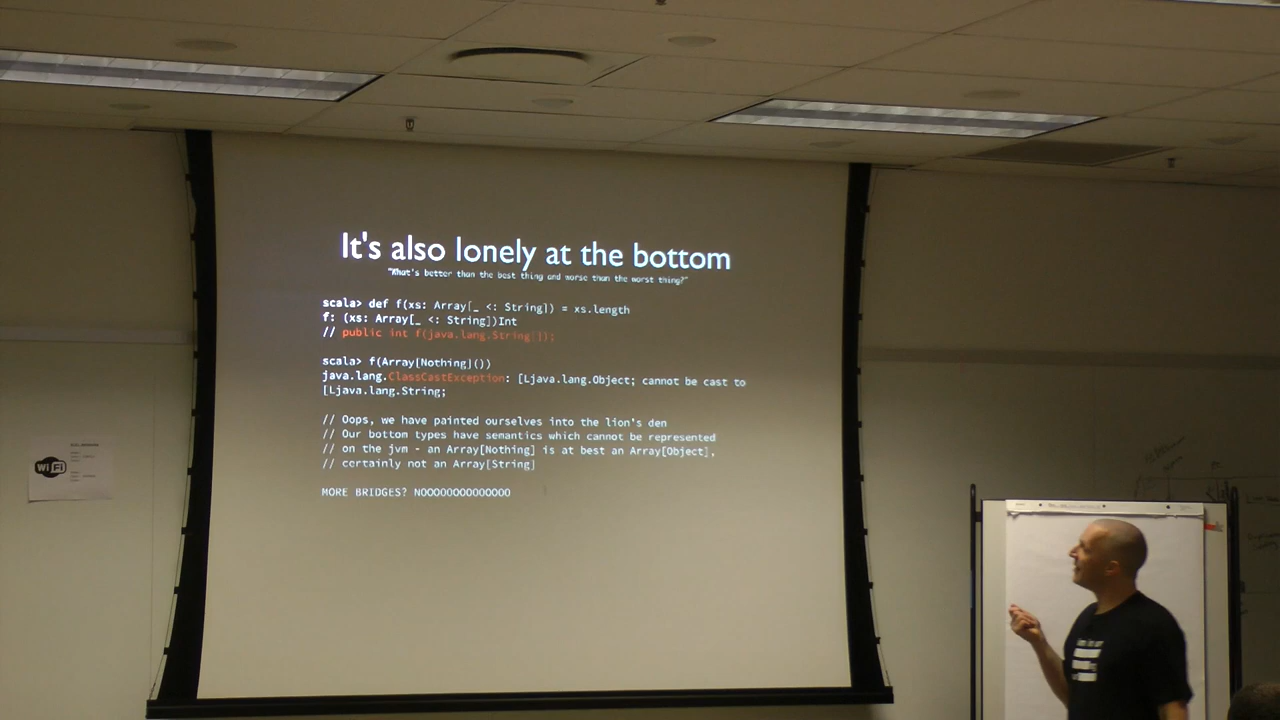 It's also lonely at the bottom
"What's better than the best thing and worse than the worst thing?"
scala> def f(xs: Array[_ <: String]) = xs.length
f: (xs: Array[_ <: String])Int
// public int f(java.lang.String[]);
scala> f(Array[Nothing]())
java.lang.ClassCastException: [Ljava.lang.Object; cannot be cast to
[Ljava.lang.String;
// Oops, we have painted ourselves into the lion's den
// Our bottom types have semantics which cannot be represented
// on the jvm - an Array[Nothing] is at best an Array[Object],
// certainly not an Array[String]
MORE BRIDGES? NOOOOOOOOOOOOOO
Wi Fi